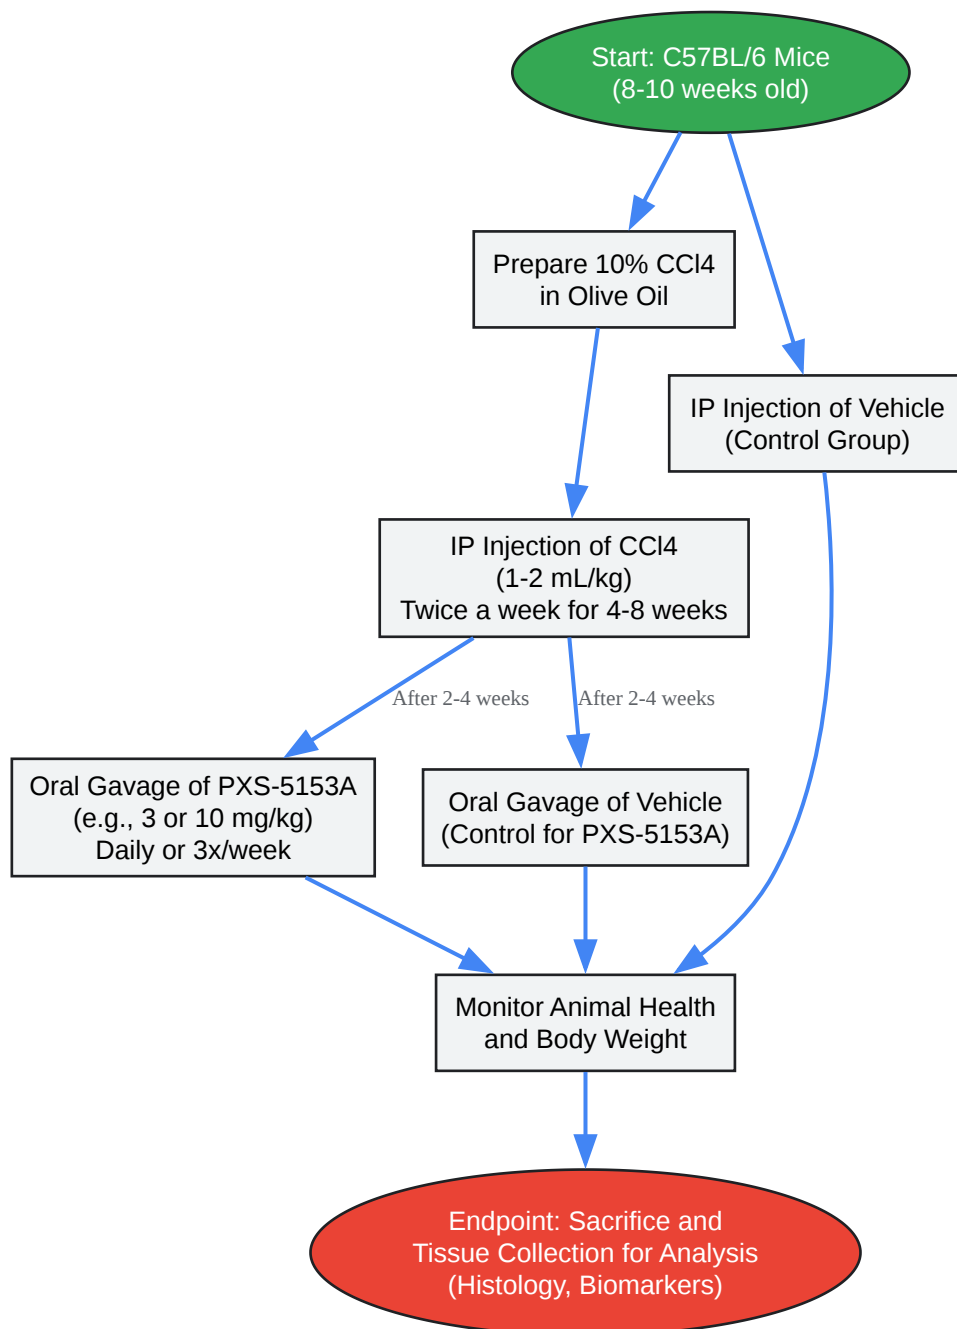 Start: C57BL/6 Mice
(8-10 weeks old)
Prepare 10% CCl4
in Olive Oil
IP Injection of Vehicle
(Control Group)
IP Injection of CCl4
(1-2 mL/kg)
Twice a week for 4-8 weeks
After 2-4 weeks
After 2-4 weeks
Oral Gavage of PXS-5153A
(e.g., 3 or 10 mg/kg)
Daily or 3x/week
Oral Gavage of Vehicle
(Control for PXS-5153A)
Monitor Animal Health
and Body Weight
Endpoint: Sacrifice and
Tissue Collection for Analysis
(Histology, Biomarkers)